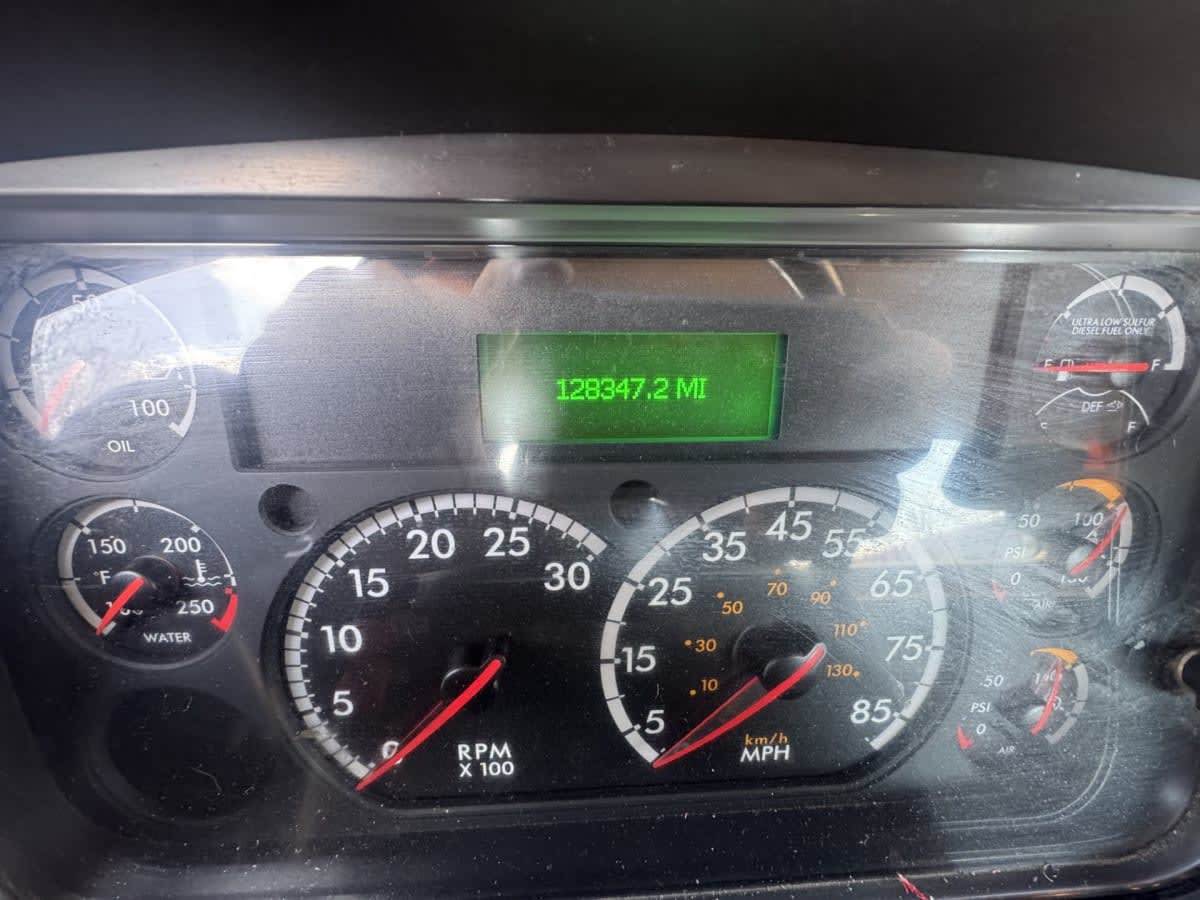 128347.2 MI
50
100
OIL
ULTRA LOW SULFUR
DIESEL FUEL ONLY
E
F
DEF
F
150
200
°F
250
WATER
0
5
10
15
20
25
30
RPM
X 100
5
15
25
35
45
55
65
75
85
10
30
50
70
90
110
130
km/h
MPH
50
100
PSI
0
AIR
50
PSI
0
AIR